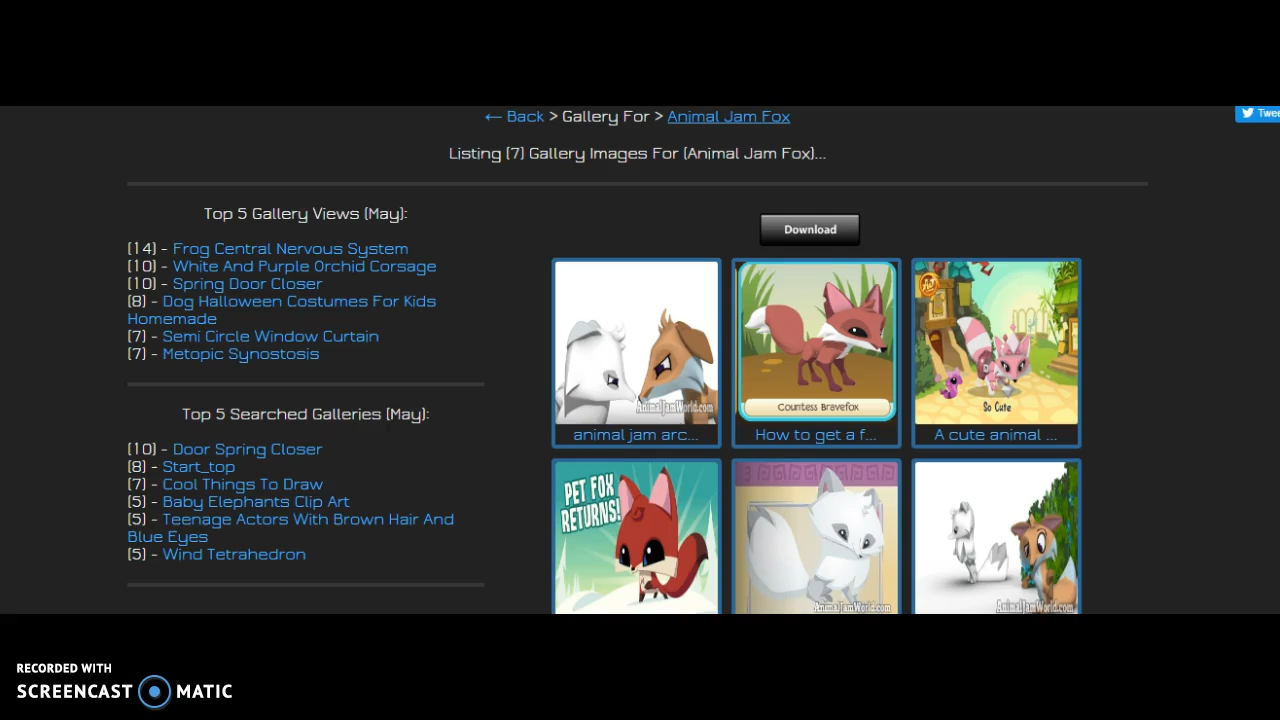 ← Back > Gallery For > Animal Jam Fox
Twee
Listing [7] Gallery Images For [Animal Jam Fox]...
Top 5 Gallery Views [May]:
[14] - Frog Central Nervous System
[10] - White And Purple Orchid Corsage
[10] - Spring Door Closer
[8] - Dog Halloween Costumes For Kids
Homemade
[7] - Semi Circle Window Curtain
[7] - Metopic Synostosis
Top 5 Searched Galleries [May]:
[10] - Door Spring Closer
[8] - Start_top
[7] - Cool Things To Draw
[5] - Baby Elephants Clip Art
[5] - Teenage Actors With Brown Hair And
Blue Eyes
[5] - Wind Tetrahedron
Download
AnimalJamWorld.com
animal jam arc...
Countess Bravefox
How to get a f...
So Cute
A cute animal ...
PET FOX
RETURNS!
AnimalJamWorld.com
AnimalJamWorld.com
RECORDED WITH
SCREENCAST MATIC